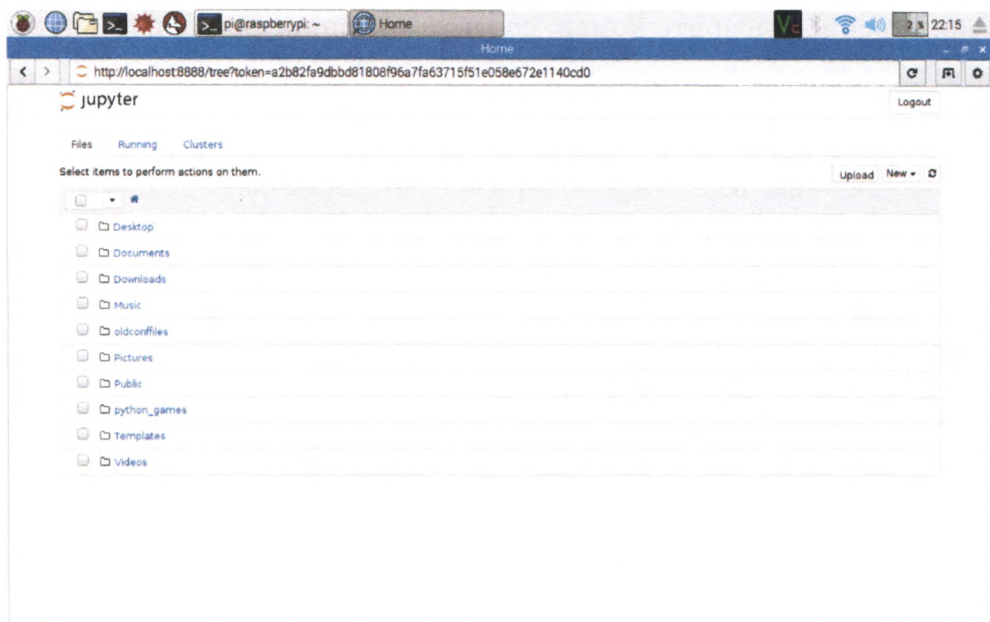 pi@raspberrypi: ~ Home 2 % 22:15
Home
http://localhost:8888/tree?token=a2b82fa9dbbd81808f96a7fa63715f51e058e672e1140cd0
jupyter Logout
Files Running Clusters
Select items to perform actions on them. Upload New
Desktop
Documents
Downloads
Music
oldconffiles
Pictures
Public
python_games
Templates
Videos